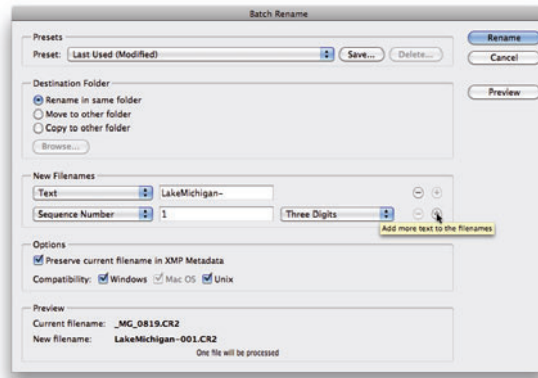 Batch Rename
Presets
Preset: Last Used (Modified) Save... Delete...
Rename
Cancel
Preview
Destination Folder
Rename in same folder
Move to other folder
Copy to other folder
Browse...
New Filenames
Text LakeMichigan-
Sequence Number 1 Three Digits
Add more text to the filenames
Options
Preserve current filename in XMP Metadata
Compatibility: Windows Mac OS Unix
Preview
Current filename: _MG_0819.CR2
New filename: LakeMichigan-001.CR2
One file will be processed